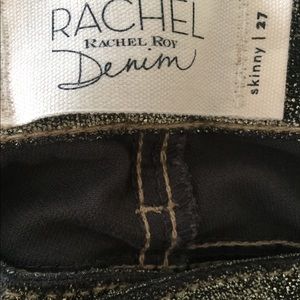 RACHEL
RACHEL ROY
Denim
skinny | 27